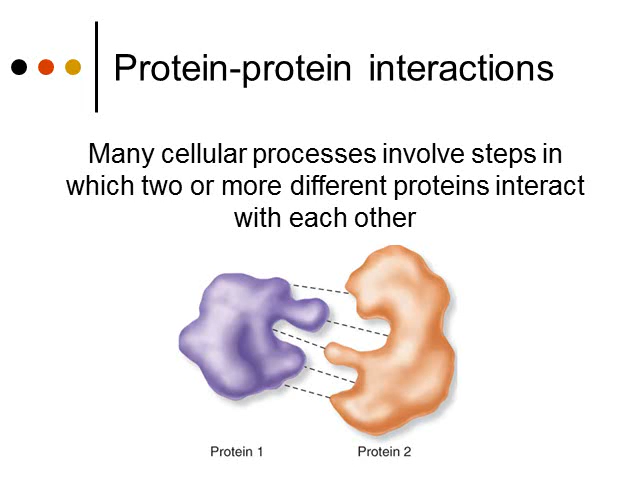 Protein-protein interactions
Many cellular processes involve steps in
which two or more different proteins interact
with each other
Protein 1
Protein 2